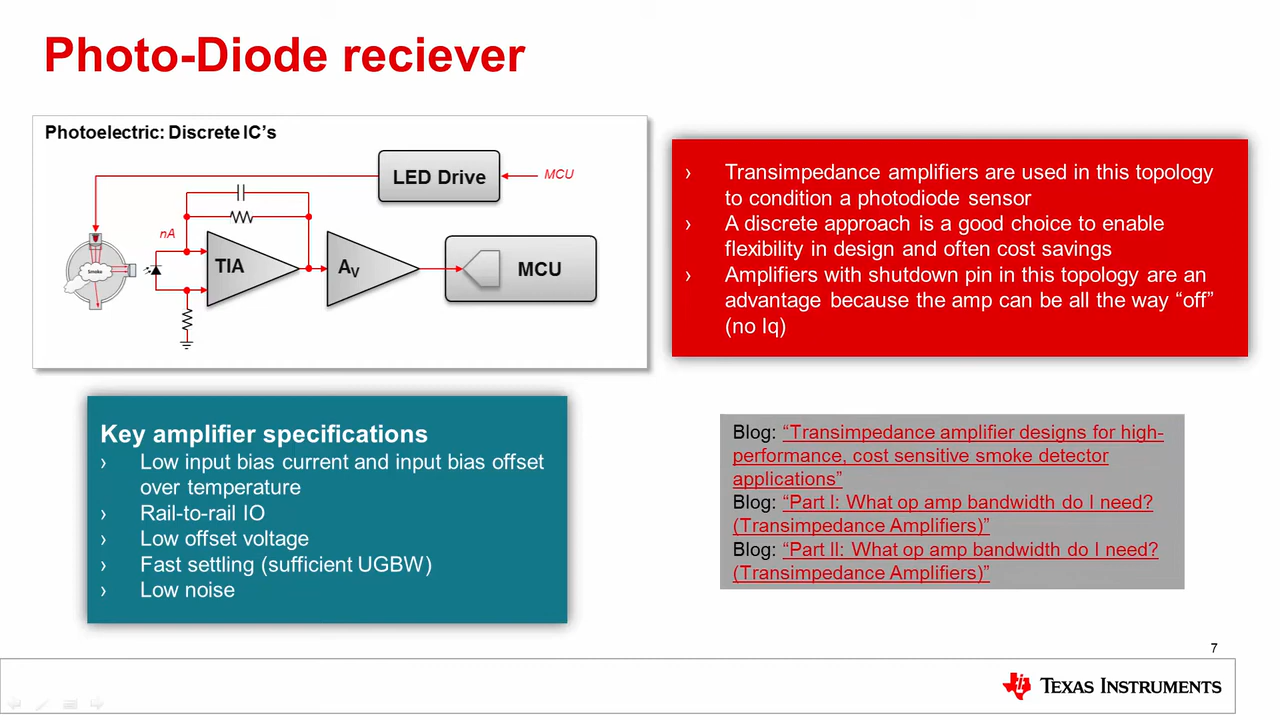 Photo-Diode reciever
Photoelectric: Discrete IC's
LED Drive
MCU
nA
Smoke
TIA
AV
MCU
› Transimpedance amplifiers are used in this topology
to condition a photodiode sensor
› A discrete approach is a good choice to enable
flexibility in design and often cost savings
› Amplifiers with shutdown pin in this topology are an
advantage because the amp can be all the way “off”
(no Iq)
Key amplifier specifications
› Low input bias current and input bias offset
over temperature
› Rail-to-rail IO
› Low offset voltage
› Fast settling (sufficient UGBW)
› Low noise
Blog: “Transimpedance amplifier designs for high-
performance, cost sensitive smoke detector
applications”
Blog: “Part I: What op amp bandwidth do I need?
(Transimpedance Amplifiers)”
Blog: “Part II: What op amp bandwidth do I need?
(Transimpedance Amplifiers)”
7
TEXAS INSTRUMENTS